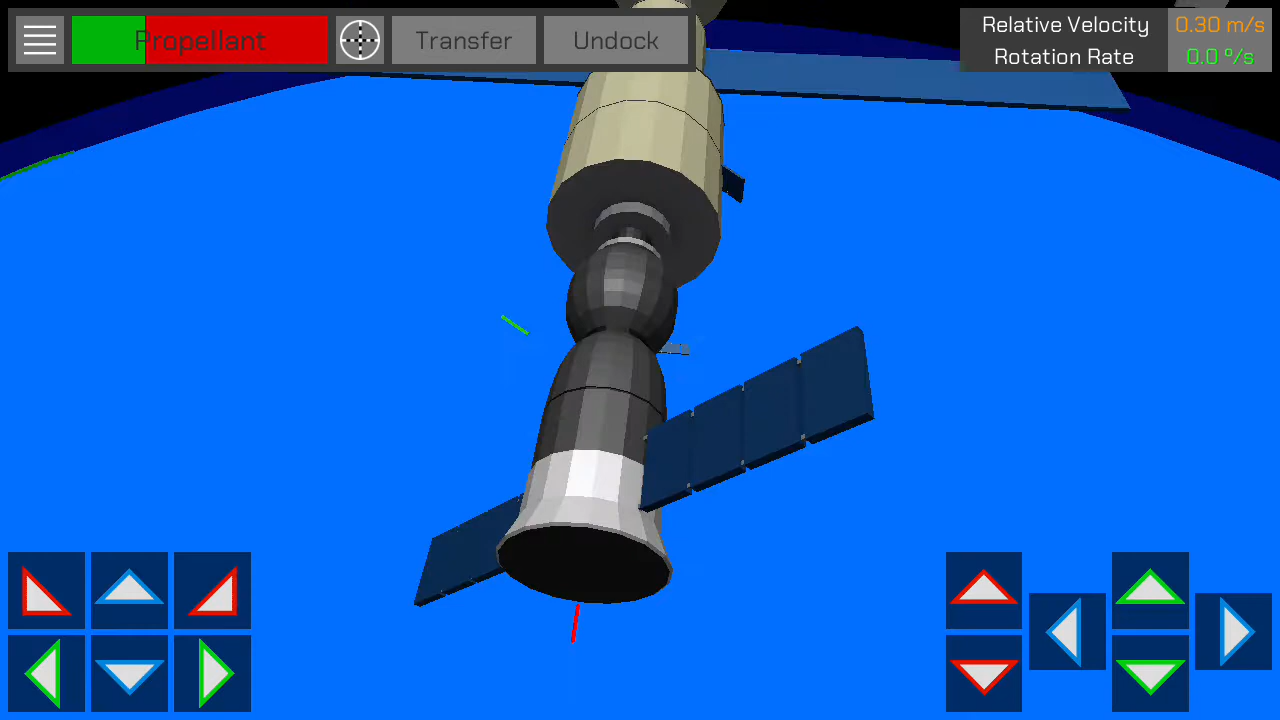 Propellant
Transfer
Undock
Relative Velocity 0.30 m/s
Rotation Rate 0.0 °/s